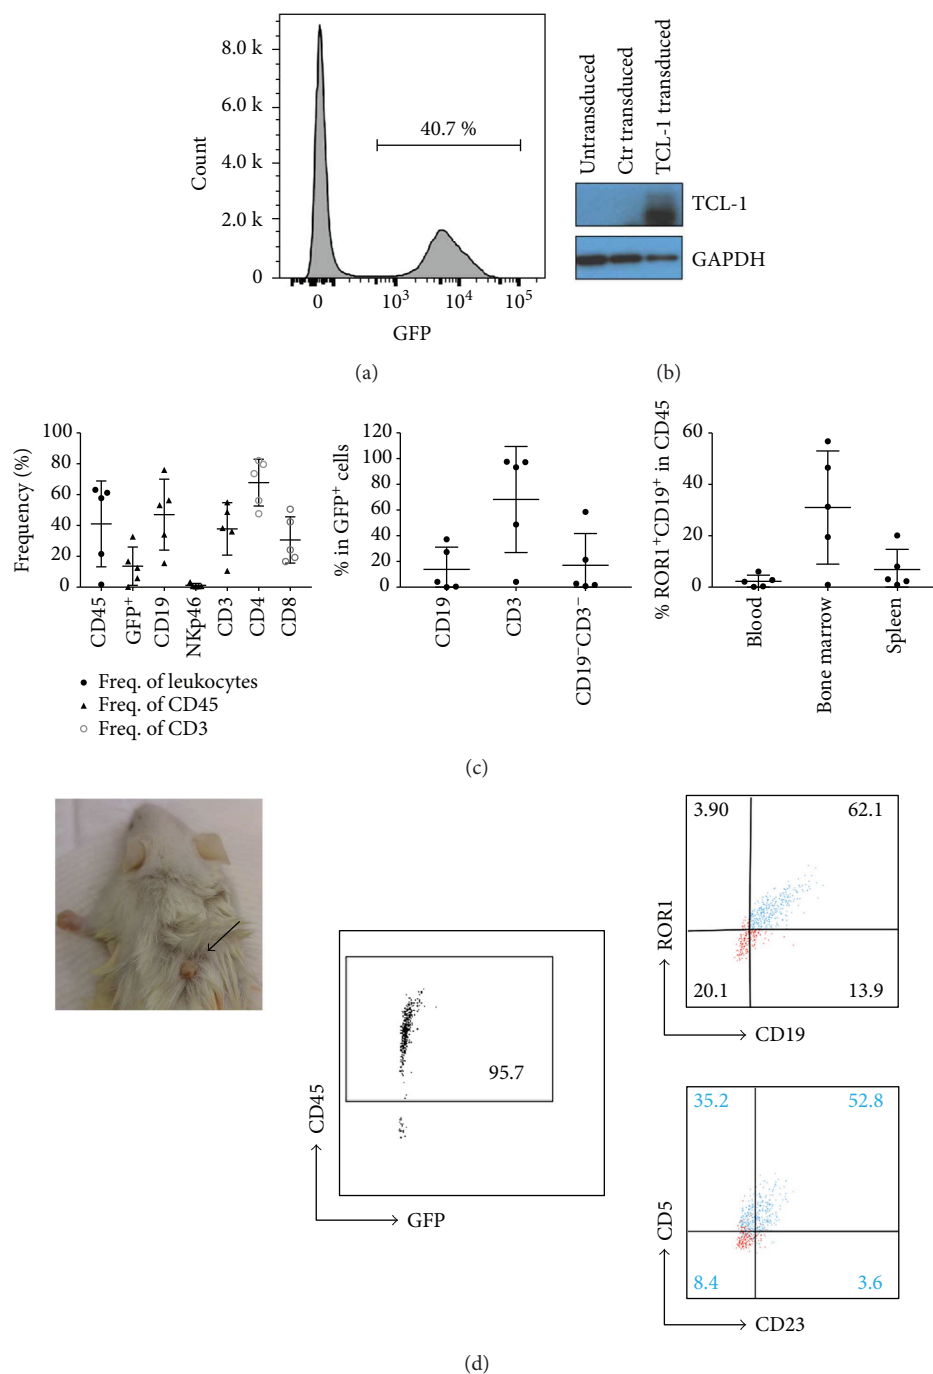 8.0 k
6.0 k
4.0 k
2.0 k
0
Count
40.7 %
0 10³ 10⁴ 10⁵
GFP
(a)
Untransduced
Ctr transduced
TCL-1 transduced
TCL-1
GAPDH
(b)
100
80
60
40
20
0
Frequency (%)
CD45
GFP⁺
CD19
NKp46
CD3
CD4
CD8
Freq. of leukocytes
Freq. of CD45
Freq. of CD3
120
100
80
60
40
20
0
% in GFP⁺ cells
CD19
CD3
CD19⁻CD3⁻
60
40
20
0
% ROR1⁺CD19⁺ in CD45
Blood
Bone marrow
Spleen
(c)
95.7
CD45
GFP
3.90 62.1
20.1 13.9
ROR1
CD19
35.2 52.8
8.4 3.6
CD5
CD23
(d)